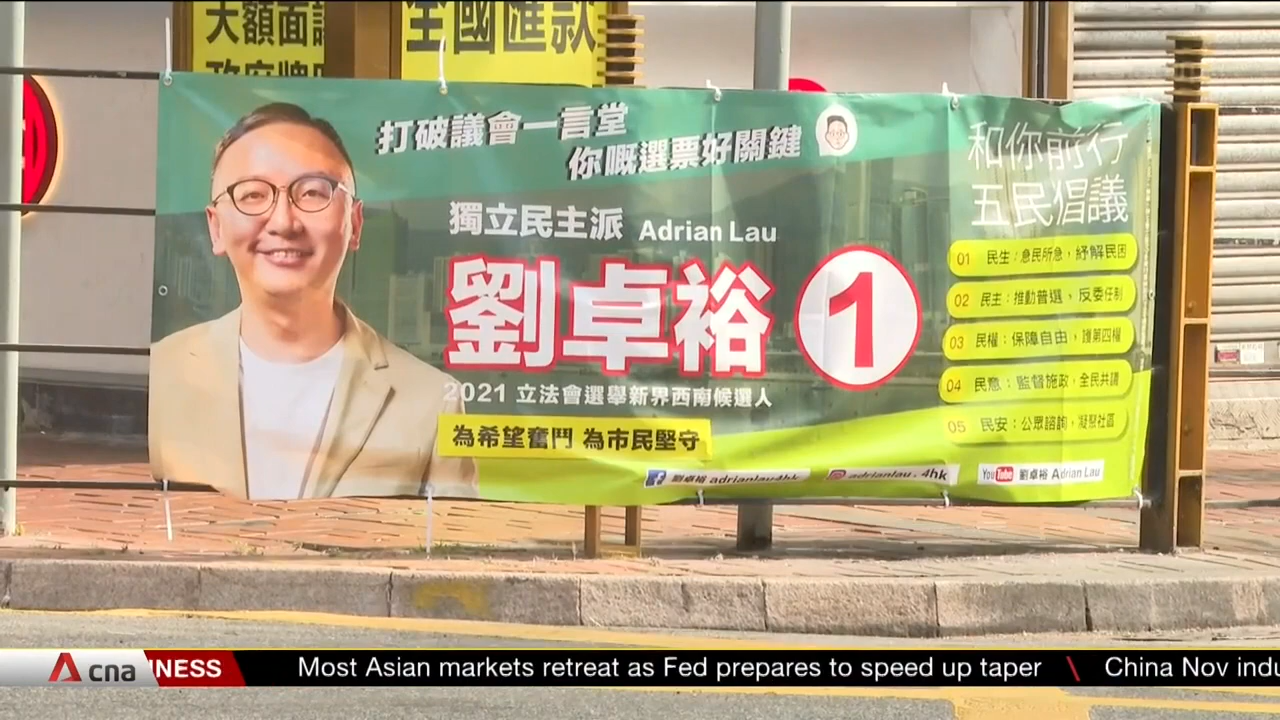 大額面議
全國匯款
打破議會一言堂
你嘅選票好關鍵
獨立民主派 Adrian Lau
劉卓裕 1
2021 立法會選舉新界西南候選人
為希望奮鬥 為市民堅守
劉卓裕 adrianlau4hk
adrianlau.4hk
YouTube 劉卓裕 Adrian Lau
和你前行
五民倡議
01 民生：急民所急，紓解民困
02 民主：推動普選，反委任制
03 民權：保障自由，護第四權
04 民意：監督施政，全民共議
05 民安：公眾諮詢，凝聚社區
cna INESS Most Asian markets retreat as Fed prepares to speed up taper \ China Nov indu